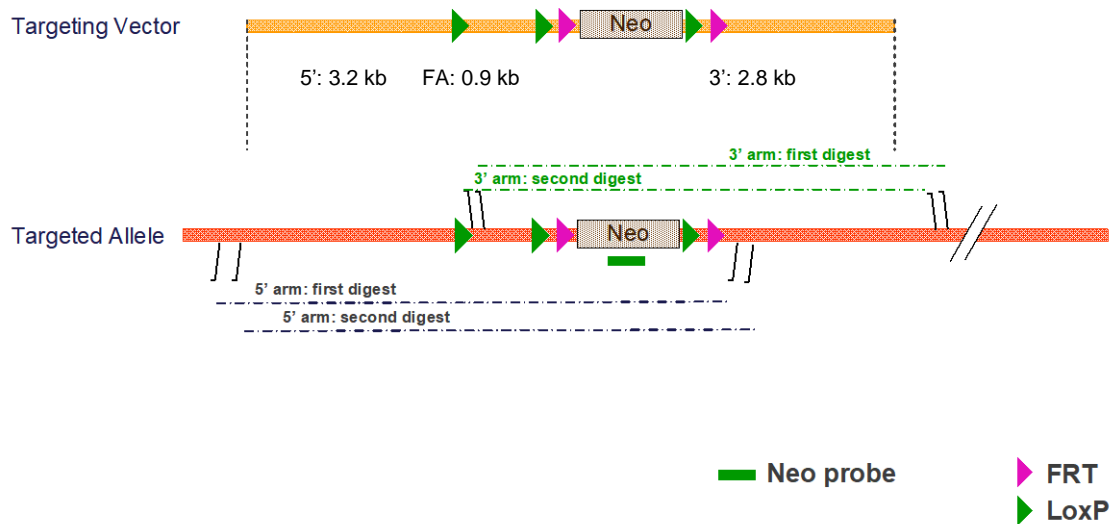 Targeting Vector
Neo
5’: 3.2 kb
FA: 0.9 kb
3’: 2.8 kb
3’ arm: first digest
3’ arm: second digest
Targeted Allele
Neo
5’ arm: first digest
5’ arm: second digest
Neo probe
FRT
LoxP